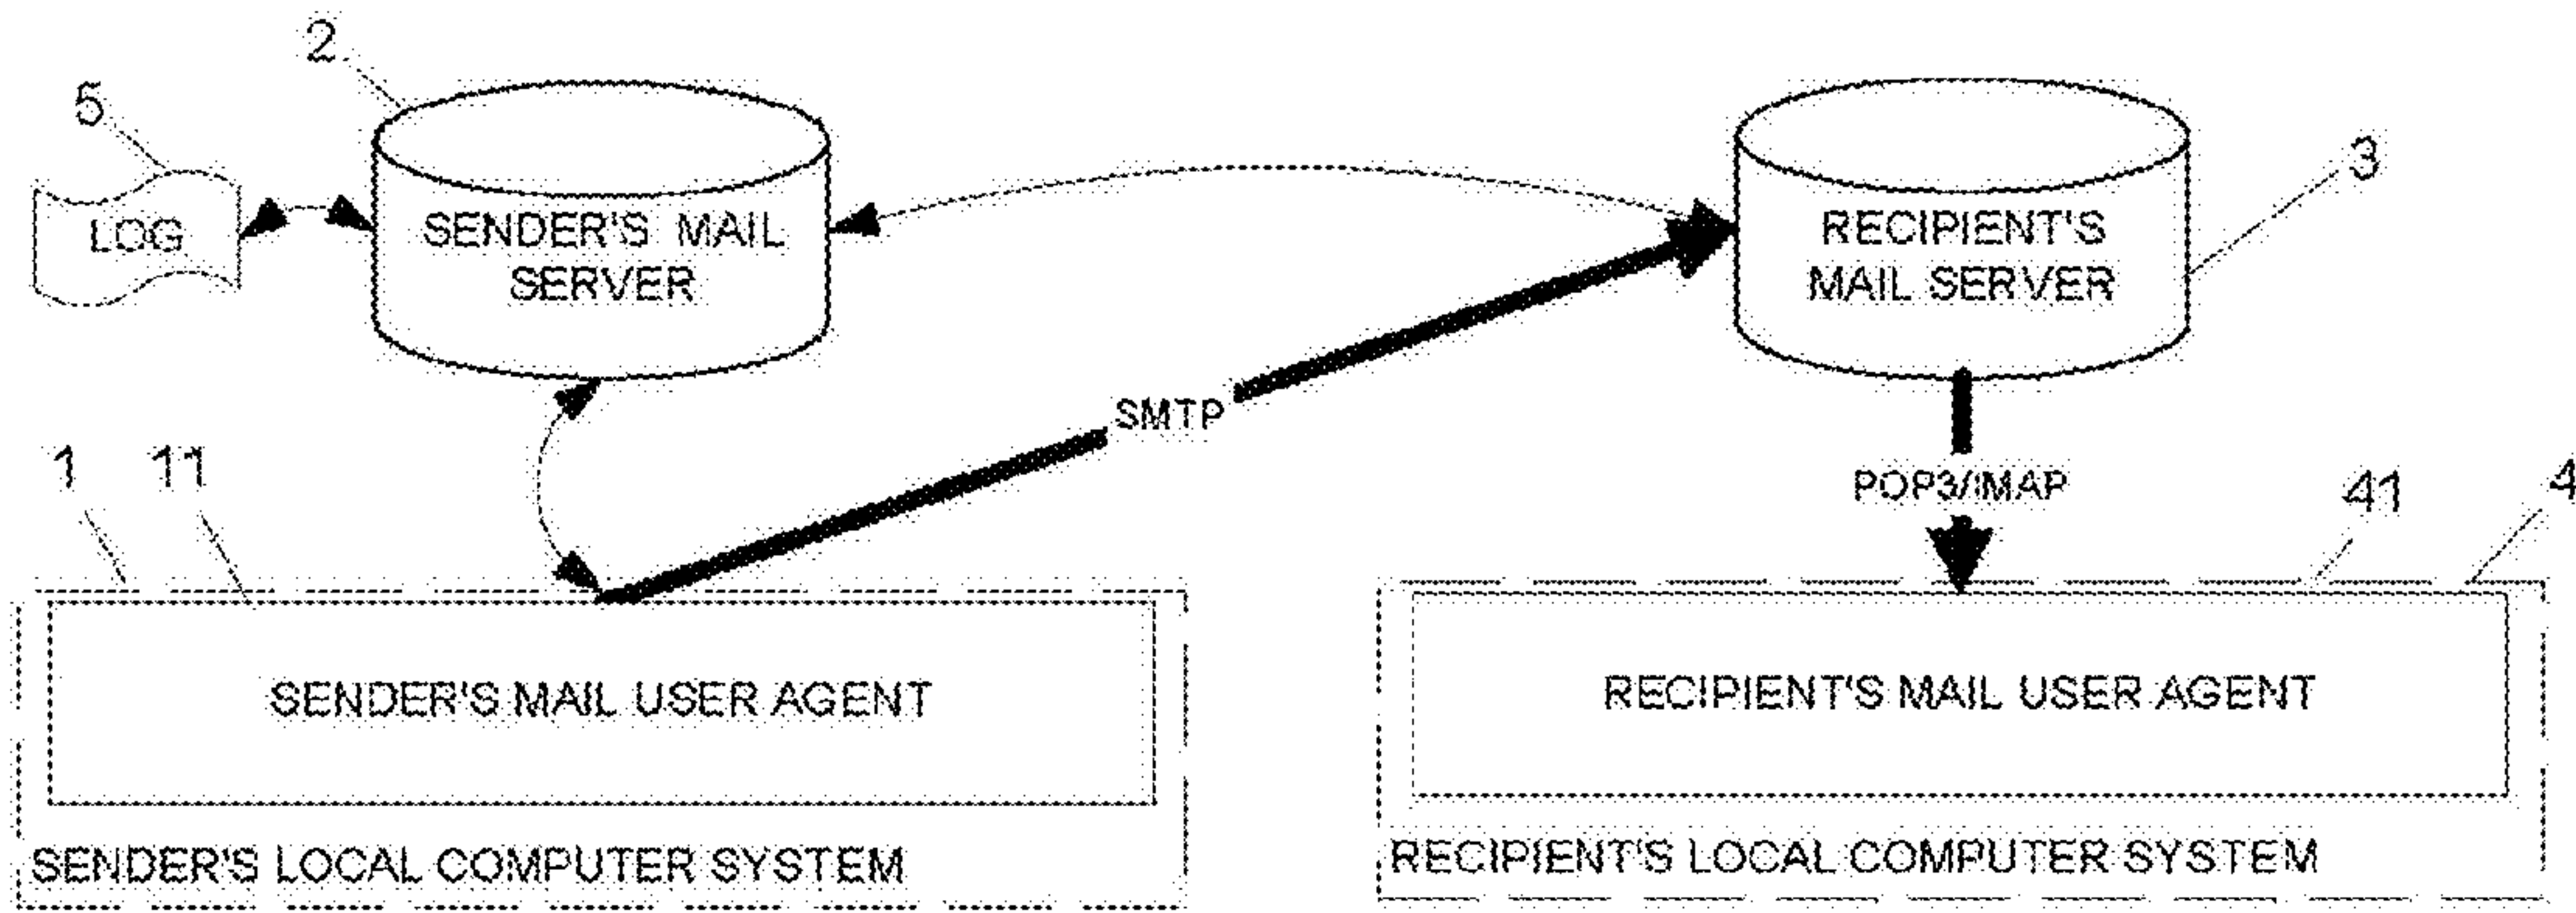 2
5
3
LOG
SENDER'S MAIL
SERVER
RECIPIENT'S
MAIL SERVER
SMTP
1
11
POP3/IMAP
41
4
SENDER'S MAIL USER AGENT
RECIPIENT'S MAIL USER AGENT
SENDER'S LOCAL COMPUTER SYSTEM
RECIPIENT'S LOCAL COMPUTER SYSTEM